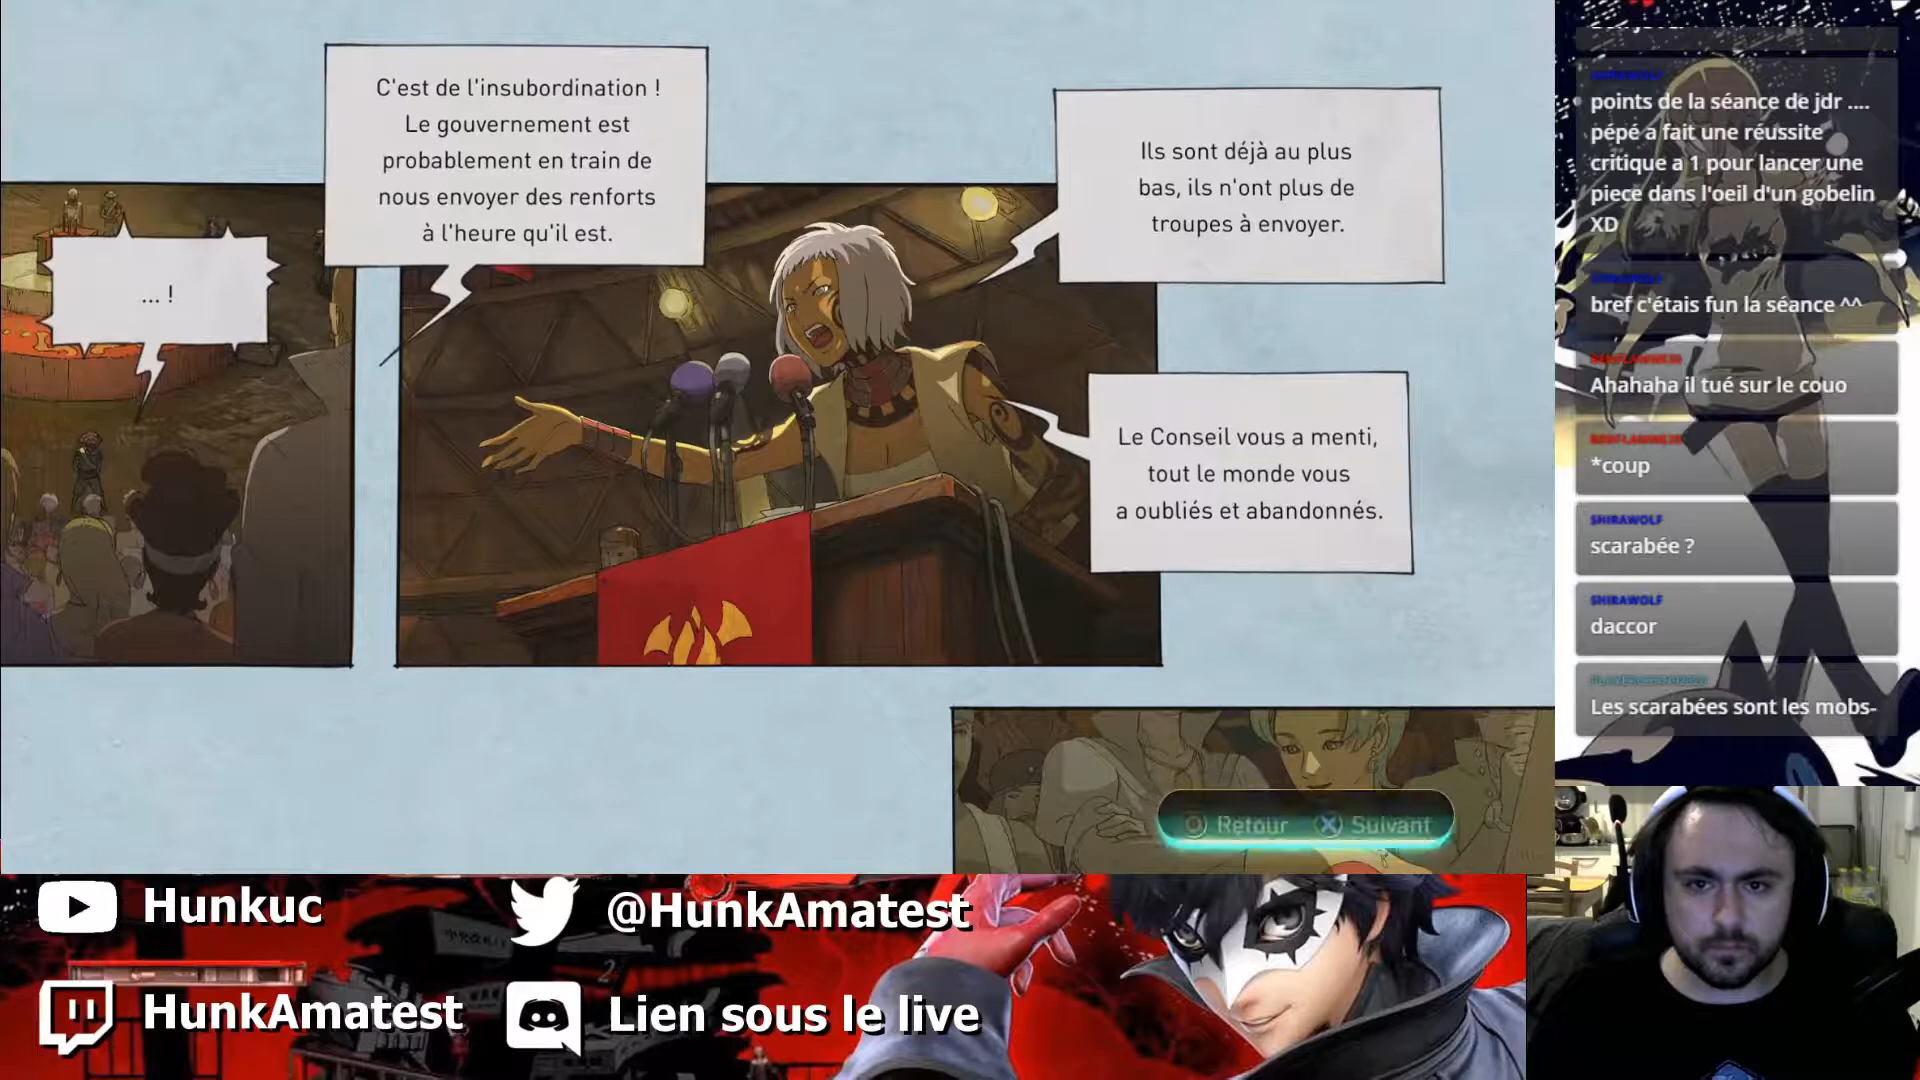 ... !
C'est de l'insubordination !
Le gouvernement est
probablement en train de
nous envoyer des renforts
à l'heure qu'il est.
Ils sont déjà au plus
bas, ils n'ont plus de
troupes à envoyer.
Le Conseil vous a menti,
tout le monde vous
a oubliés et abandonnés.
Retour
Suivant
SHIRAWOLF
points de la séance de jdr ....
pépé a fait une réussite
critique a 1 pour lancer une
piece dans l'oeil d'un gobelin
XD
SHIRAWOLF
bref c'étais fun la séance ^^
Ahahaha il tué sur le couo
*coup
SHIRAWOLF
scarabée ?
SHIRAWOLF
daccor
Les scarabées sont les mobs-
Hunkuc
@HunkAmatest
HunkAmatest
Lien sous le live